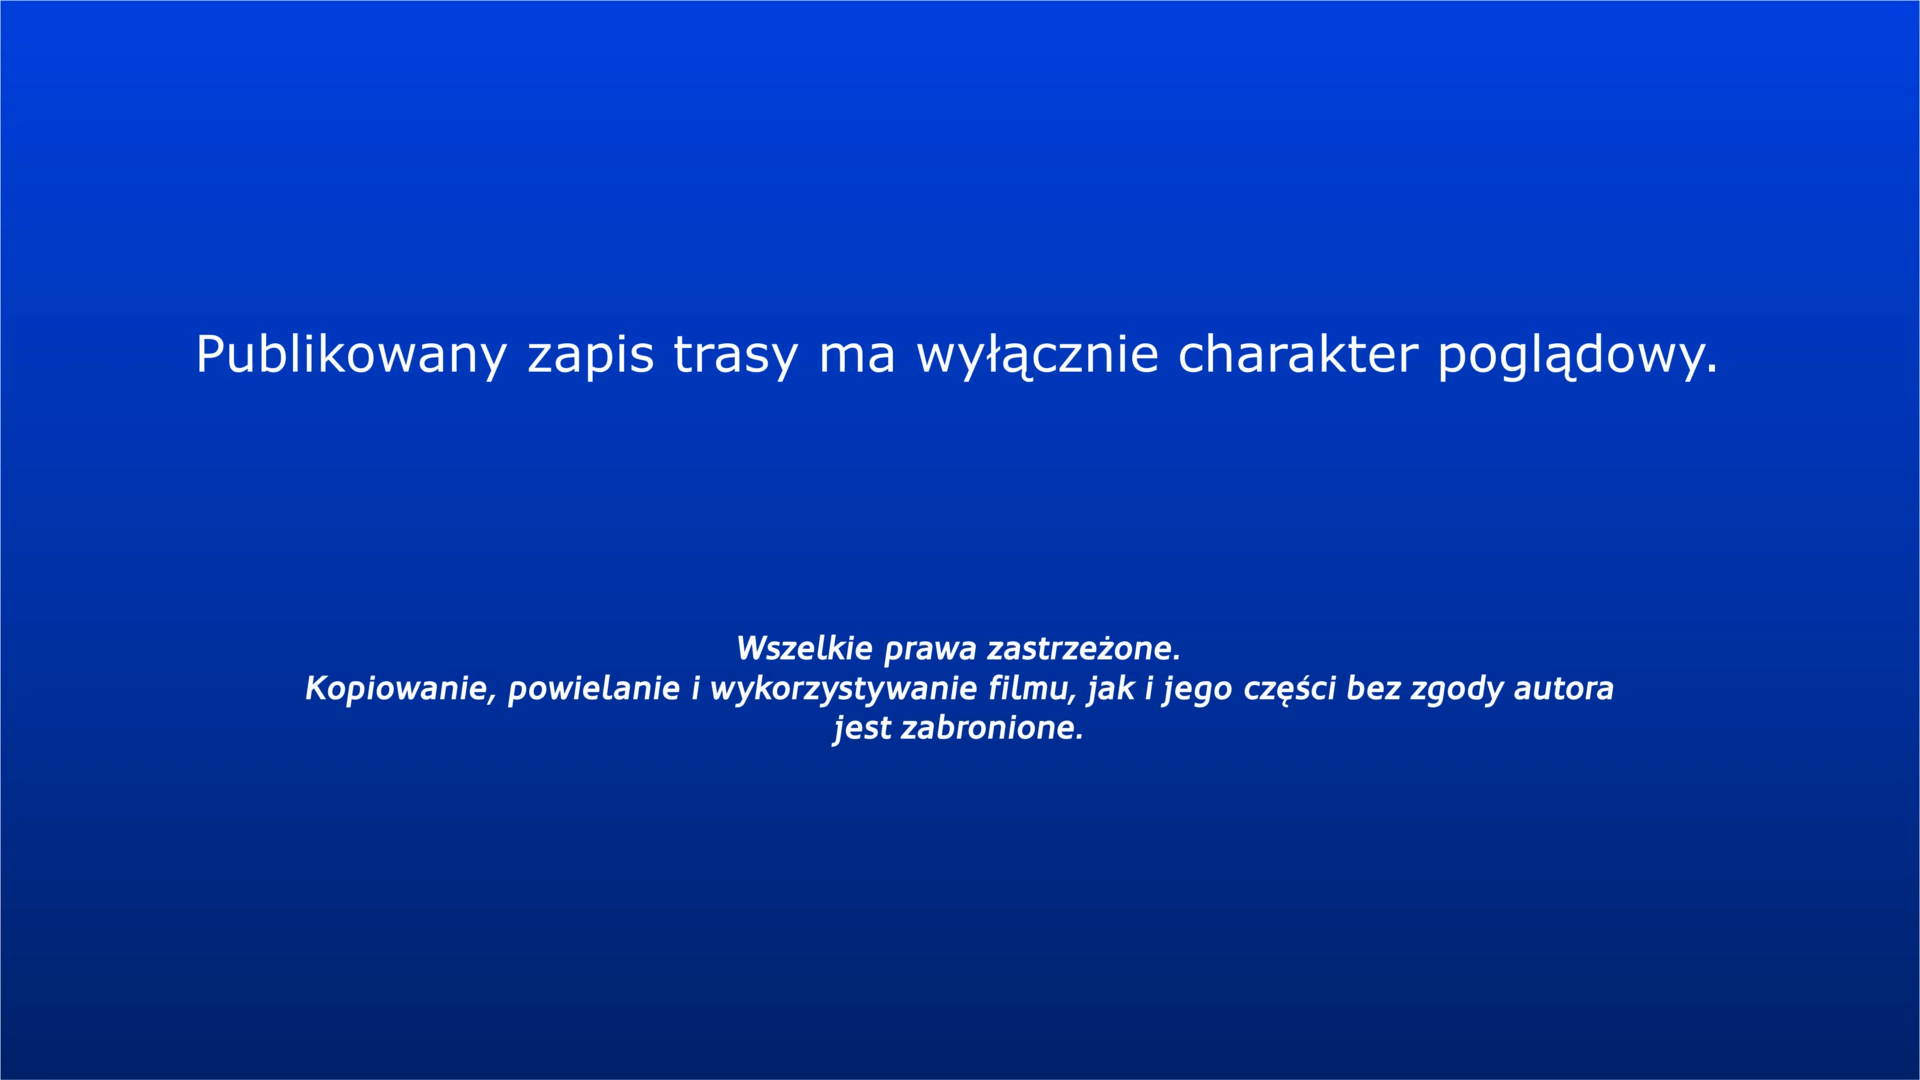 Publikowany zapis trasy ma wyłącznie charakter poglądowy.
Wszelkie prawa zastrzeżone.
Kopiowanie, powielanie i wykorzystywanie filmu, jak i jego części bez zgody autora
jest zabronione.